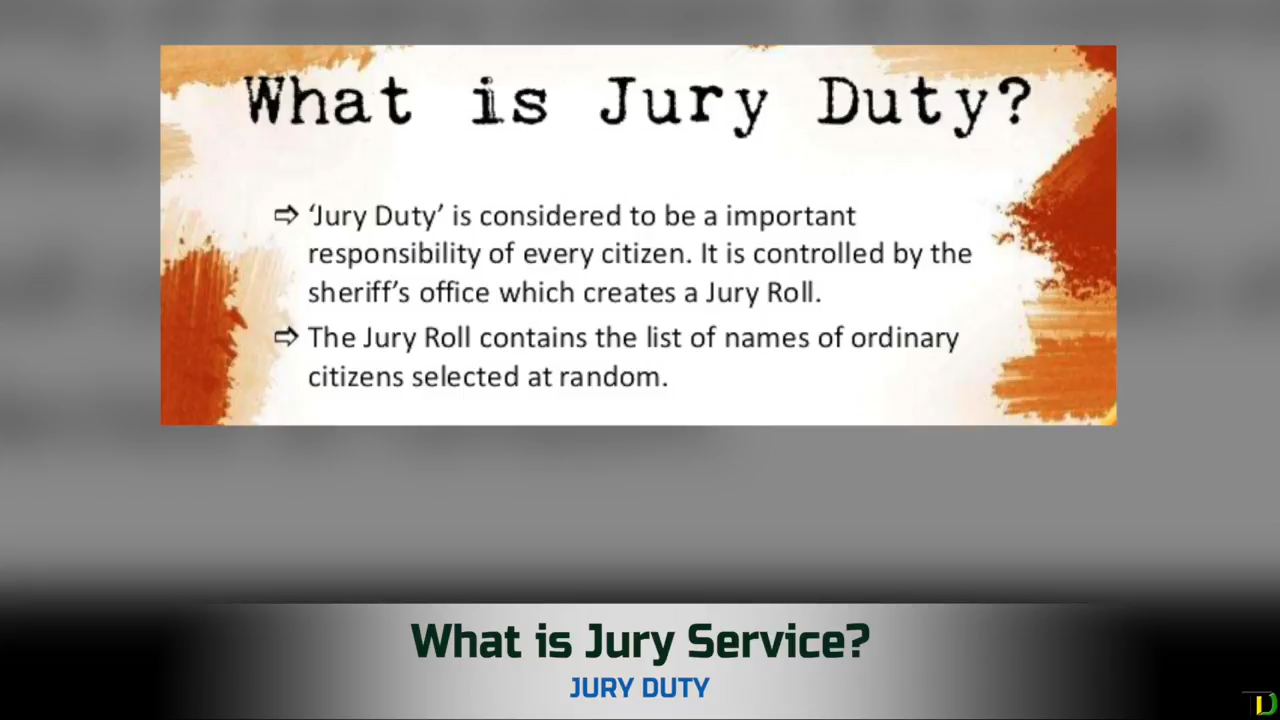 What is Jury Duty?
⇨ ‘Jury Duty’ is considered to be a important
responsibility of every citizen. It is controlled by the
sheriff’s office which creates a Jury Roll.
⇨ The Jury Roll contains the list of names of ordinary
citizens selected at random.
What is Jury Service?
JURY DUTY